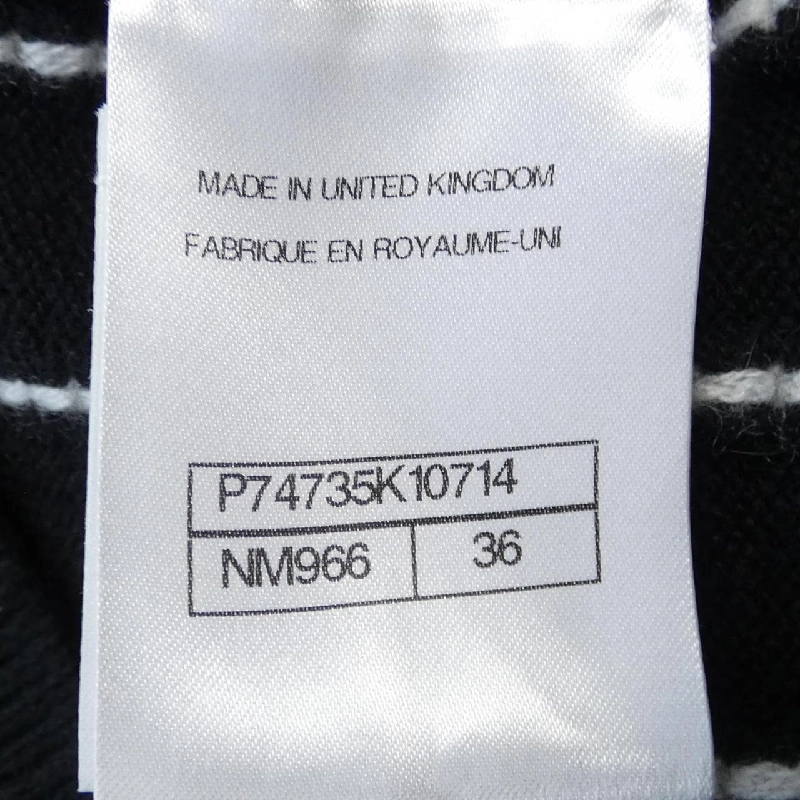 MADE IN UNITED KINGDOM
FABRIQUE EN ROYAUME-UNI
P74735K10714
NM966 36